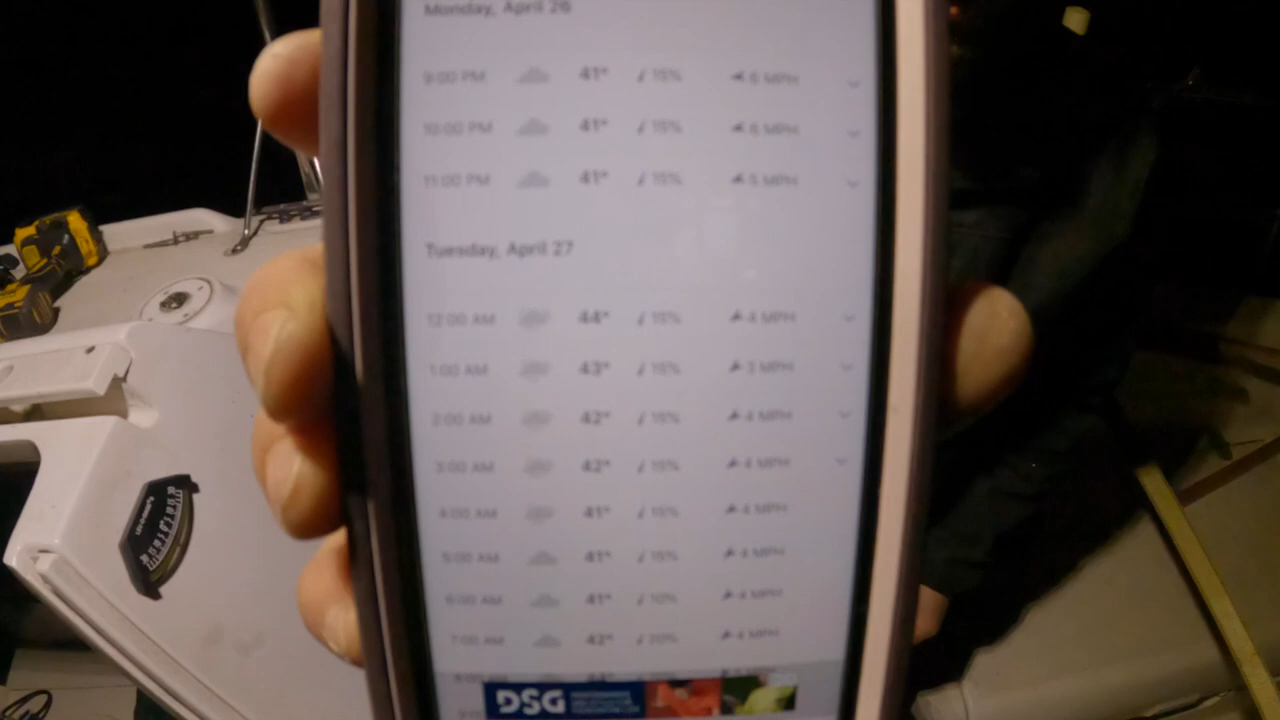 Monday, April 26
9:00 PM 41° 15% 6 MPH
10:00 PM 41° 15% 6 MPH
11:00 PM 41° 15% 5 MPH
Tuesday, April 27
12:00 AM 44° 15% 4 MPH
1:00 AM 43° 15% 3 MPH
2:00 AM 42° 15% 4 MPH
3:00 AM 42° 15% 4 MPH
4:00 AM 41° 15% 4 MPH
5:00 AM 41° 15% 4 MPH
6:00 AM 41° 10% 4 MPH
7:00 AM 42° 20% 4 MPH
DSG